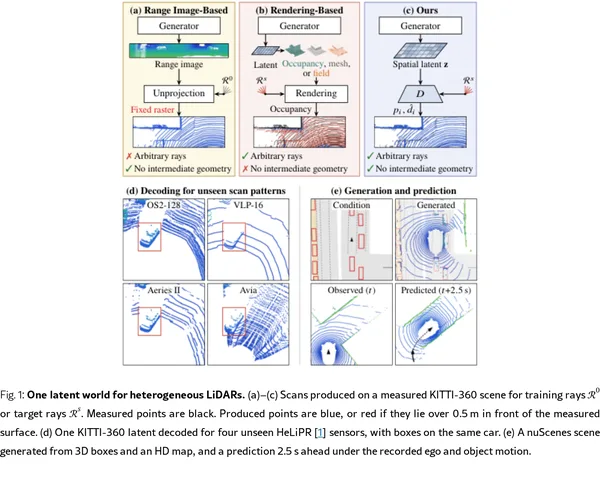 (a) Range Image-Based
Generator
Range image
R⁰
Unprojection
Fixed raster
✗ Arbitrary rays
✓ No intermediate geometry
(b) Rendering-Based
Generator
Latent
Occupancy, mesh,
or field
Rˢ
Rendering
Occupancy
✓ Arbitrary rays
✗ No intermediate geometry
(c) Ours
Generator
Spatial latent z
Rˢ
D
pᵢ, d̂ᵢ
✓ Arbitrary rays
✓ No intermediate geometry
(d) Decoding for unseen scan patterns
OS2-128
VLP-16
Aeries II
Avia
(e) Generation and prediction
Condition
Generated
Observed (t)
Predicted (t+2.5 s)
Fig. 1: One latent world for heterogeneous LiDARs. (a)–(c) Scans produced on a measured KITTI-360 scene for training rays R⁰
or target rays Rˢ. Measured points are black. Produced points are blue, or red if they lie over 0.5 m in front of the measured
surface. (d) One KITTI-360 latent decoded for four unseen HeLiPR [1] sensors, with boxes on the same car. (e) A nuScenes scene
generated from 3D boxes and an HD map, and a prediction 2.5 s ahead under the recorded ego and object motion.